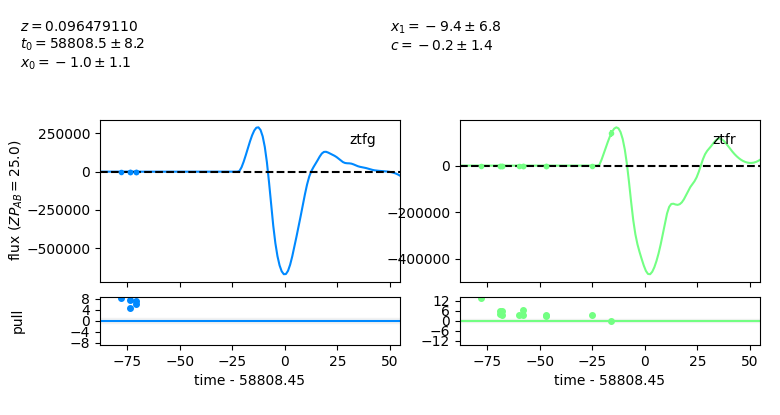 z = 0.096479110
t0 = 58808.5 ± 8.2
x0 = −1.0 ± 1.1
x1 = −9.4 ± 6.8
c = −0.2 ± 1.4
flux (ZPAB = 25.0)
250000
0
−250000
−500000
ztfg
0
−200000
−400000
ztfr
pull
8
4
0
−4
−8
12
6
0
−6
−12
−75 −50 −25 0 25 50
−75 −50 −25 0 25 50
time - 58808.45
time - 58808.45